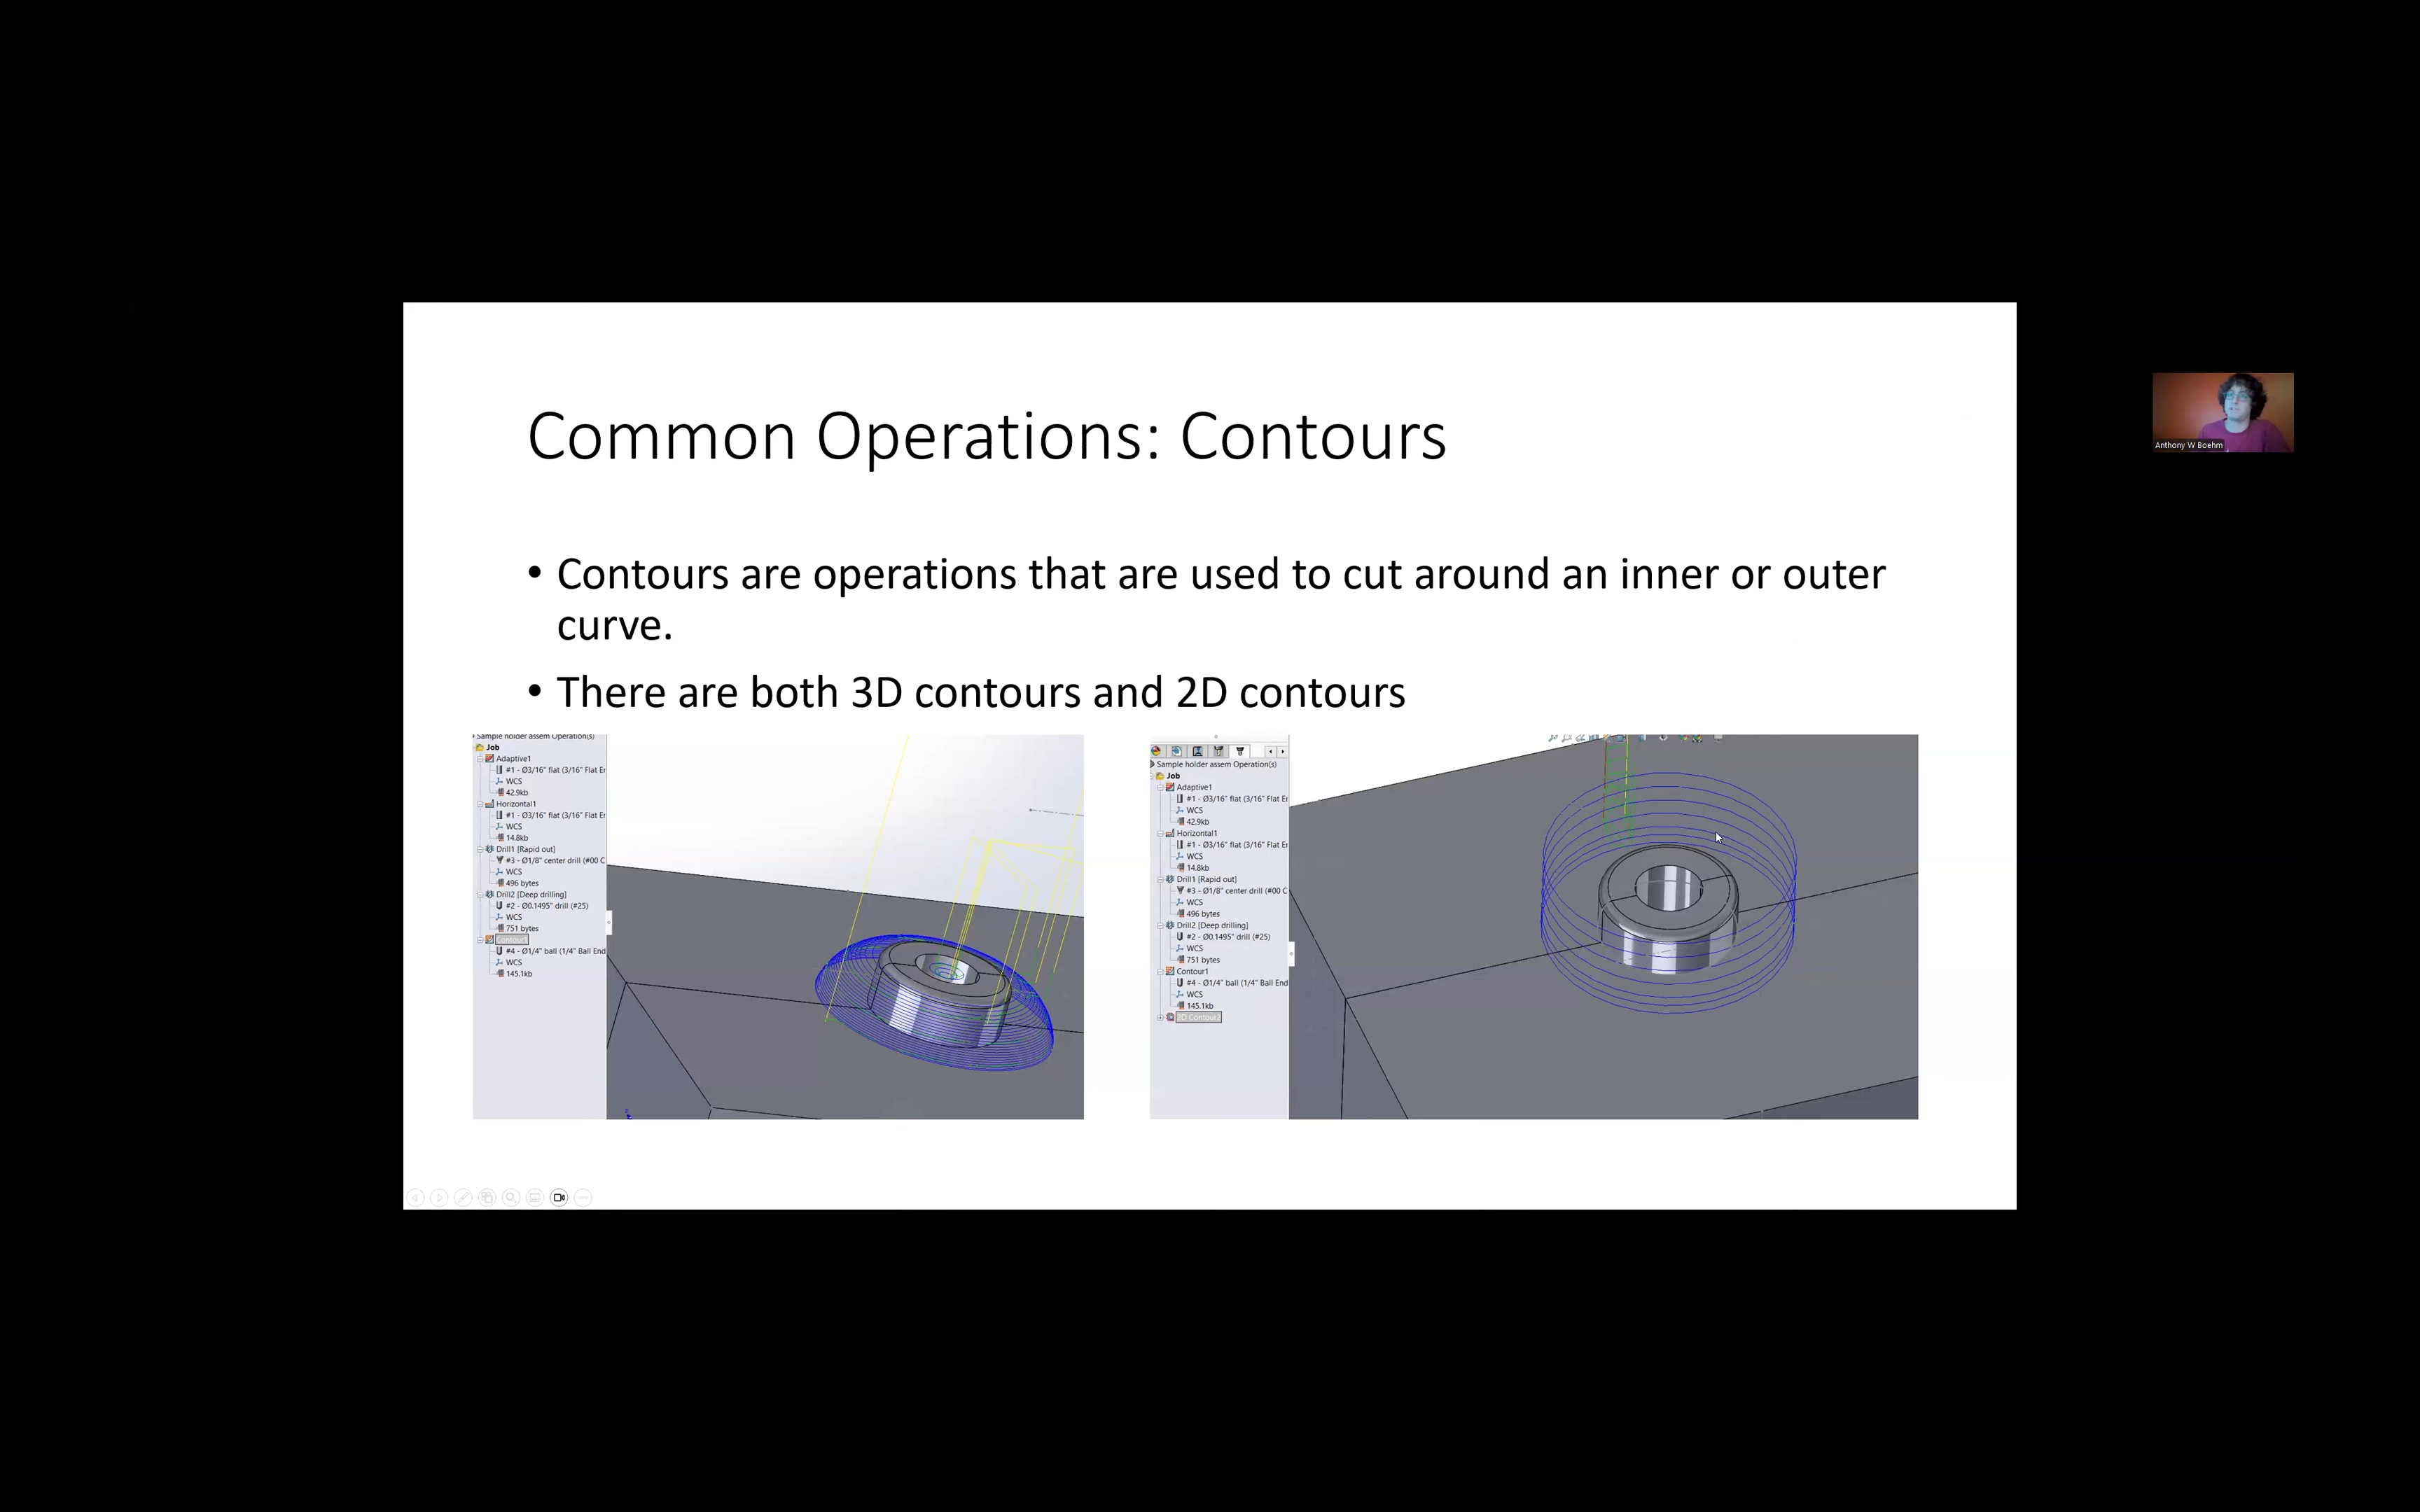 Common Operations: Contours
Anthony W Boehm
• Contours are operations that are used to cut around an inner or outer
curve.
• There are both 3D contours and 2D contours
Sample holder assem Operation(s)
Job
Adaptive1
#1 - Ø3/16" flat (3/16" Flat Er
WCS
42.9kb
Horizontal1
#1 - Ø3/16" flat (3/16" Flat Er
WCS
14.8kb
Drill1 [Rapid out]
#3 - Ø1/8" center drill (#00 C
WCS
496 bytes
Drill2 [Deep drilling]
#2 - Ø0.1495" drill (#25)
WCS
751 bytes
Contour1
#4 - Ø1/4" ball (1/4" Ball End
WCS
145.1kb
Sample holder assem Operation(s)
Job
Adaptive1
#1 - Ø3/16" flat (3/16" Flat Er
WCS
42.9kb
Horizontal1
#1 - Ø3/16" flat (3/16" Flat Er
WCS
14.8kb
Drill1 [Rapid out]
#3 - Ø1/8" center drill (#00 C
WCS
496 bytes
Drill2 [Deep drilling]
#2 - Ø0.1495" drill (#25)
WCS
751 bytes
Contour1
#4 - Ø1/4" ball (1/4" Ball End
WCS
145.1kb
2D Contour2